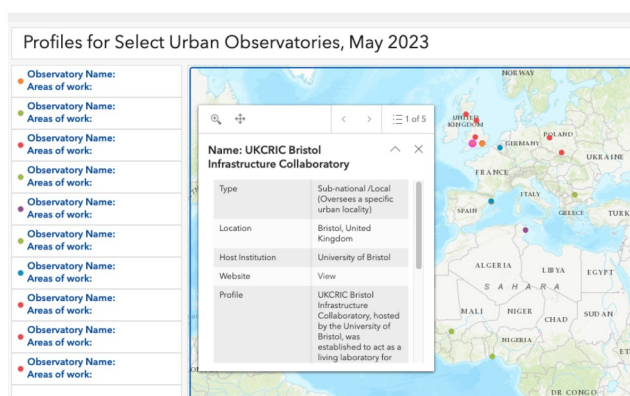 Profiles for Select Urban Observatories, May 2023
Observatory Name:
Areas of work:
Observatory Name:
Areas of work:
Observatory Name:
Areas of work:
Observatory Name:
Areas of work:
Observatory Name:
Areas of work:
Observatory Name:
Areas of work:
Observatory Name:
Areas of work:
Observatory Name:
Areas of work:
Observatory Name:
Areas of work:
Observatory Name:
Areas of work:
1 of 5
Name: UKCRIC Bristol
Infrastructure Collaboratory
Type
Sub-national /Local
(Oversees a specific
urban locality)
Location
Bristol, United
Kingdom
Host Institution
University of Bristol
Website
View
Profile
UKCRIC Bristol
Infrastructure
Collaboratory, hosted
by the University of
Bristol, was
established to act as a
living laboratory for
NORWAY
UNITED
KINGDOM
POLAND
GERMANY
UKRAINE
FRANCE
ITALY
SPAIN
GREECE
TURK
ALGERIA
LIBYA
EGYPT
SAHARA
MALI
NIGER
CHAD
SUDAN
NIGERIA
ET
DR CONGO